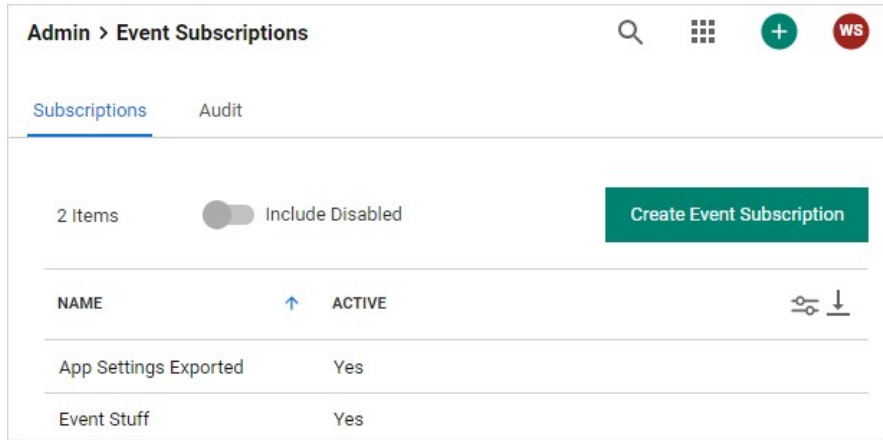 Admin > Event Subscriptions
WS
Subscriptions Audit
2 Items Include Disabled Create Event Subscription
NAME ACTIVE
App Settings Exported Yes
Event Stuff Yes